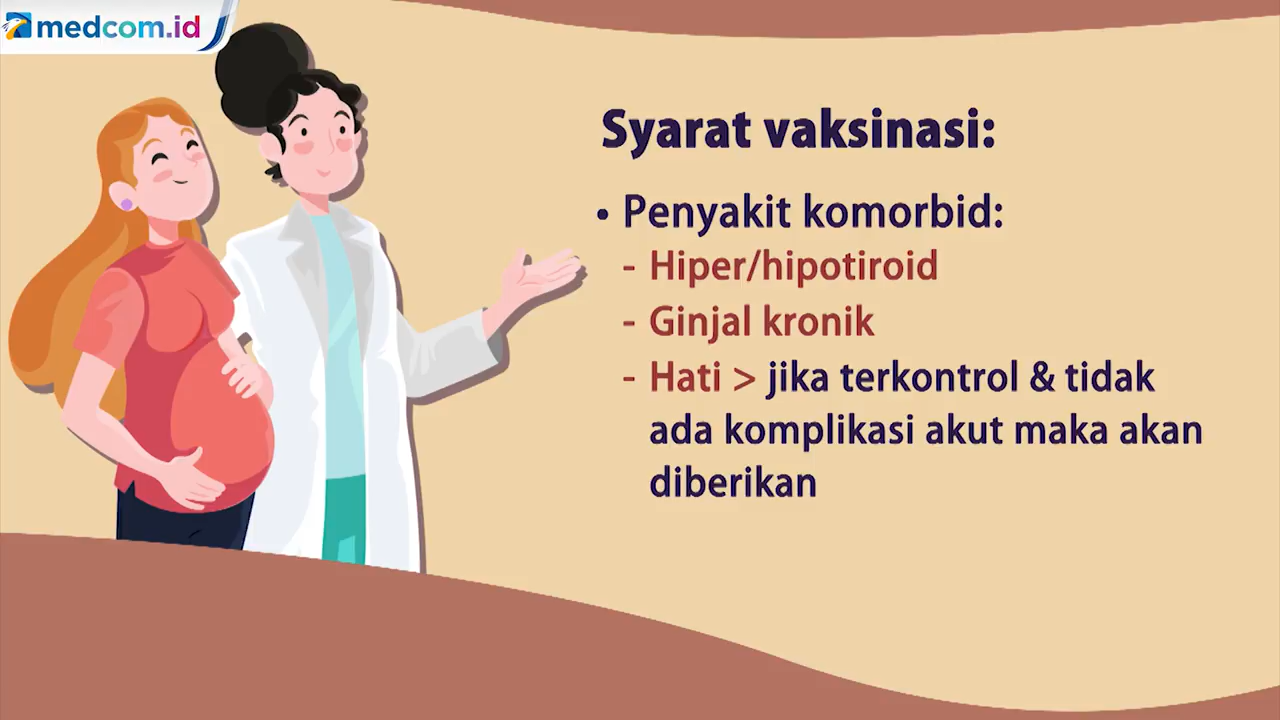 medcom.id
Syarat vaksinasi:
• Penyakit komorbid:
- Hiper/hipotiroid
- Ginjal kronik
- Hati > jika terkontrol & tidak
ada komplikasi akut maka akan
diberikan